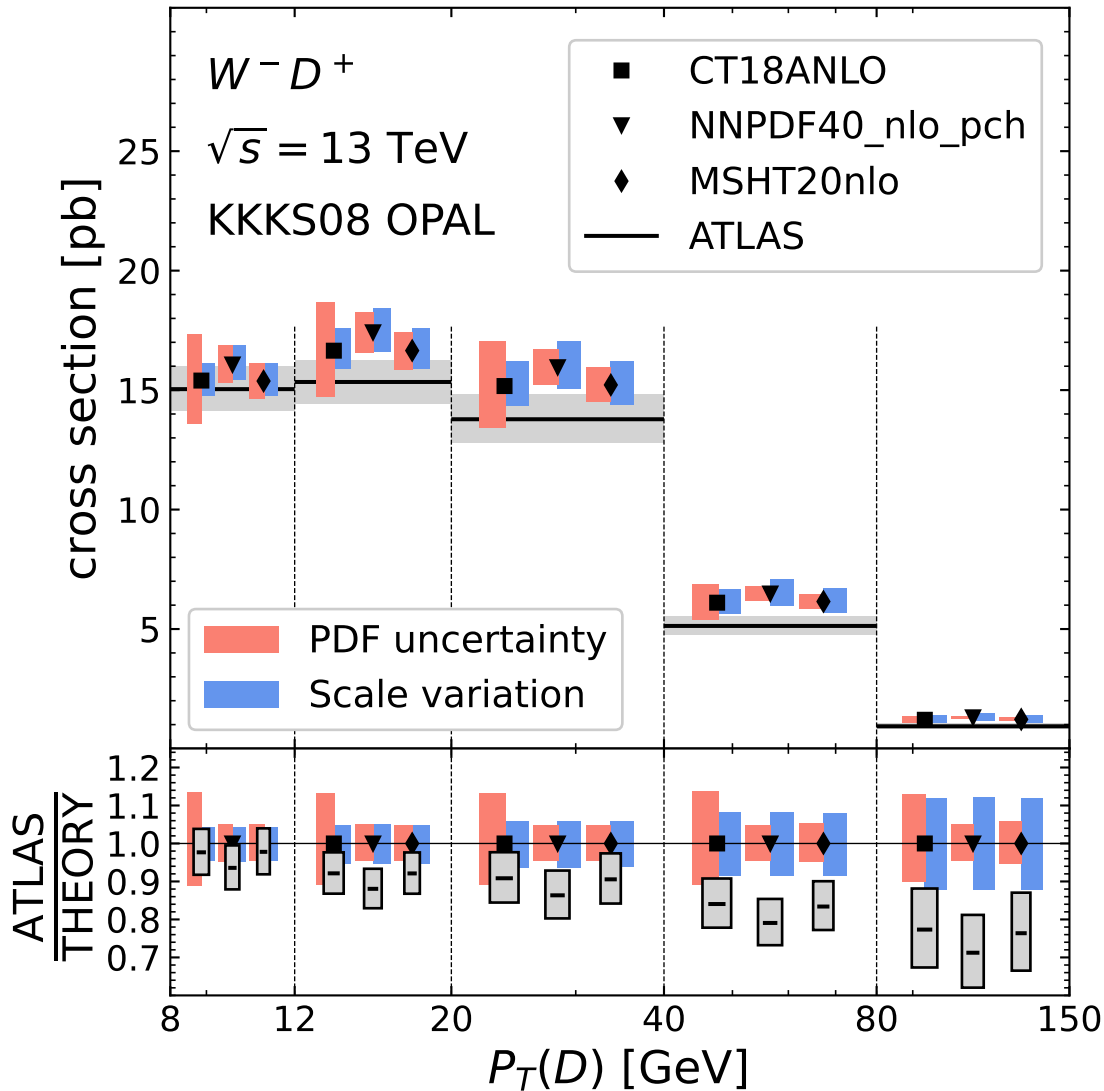 W⁻D⁺
√s = 13 TeV
KKKS08 OPAL
CT18ANLO
NNPDF40_nlo_pch
MSHT20nlo
ATLAS
cross section [pb]
25
20
15
10
5
PDF uncertainty
Scale variation
ATLAS
THEORY
1.2
1.1
1.0
0.9
0.8
0.7
8 12 20 40 80 150
P_T(D) [GeV]